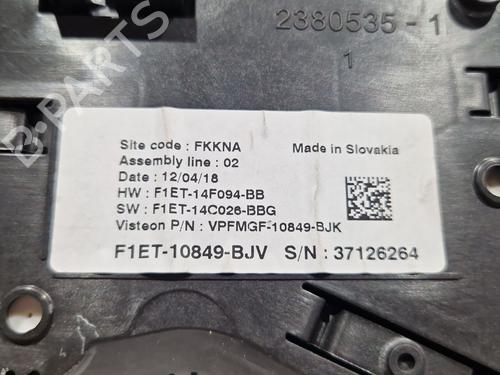 2380535-1
1
B-PARTS
Site code : FKKNA Made in Slovakia
Assembly line : 02
Date : 12/04/18
HW : F1ET-14F094-BB
SW : F1ET-14C026-BBG
Visteon P/N : VPFMGF-10849-BJK
F1ET-10849-BJV S/N : 37126264